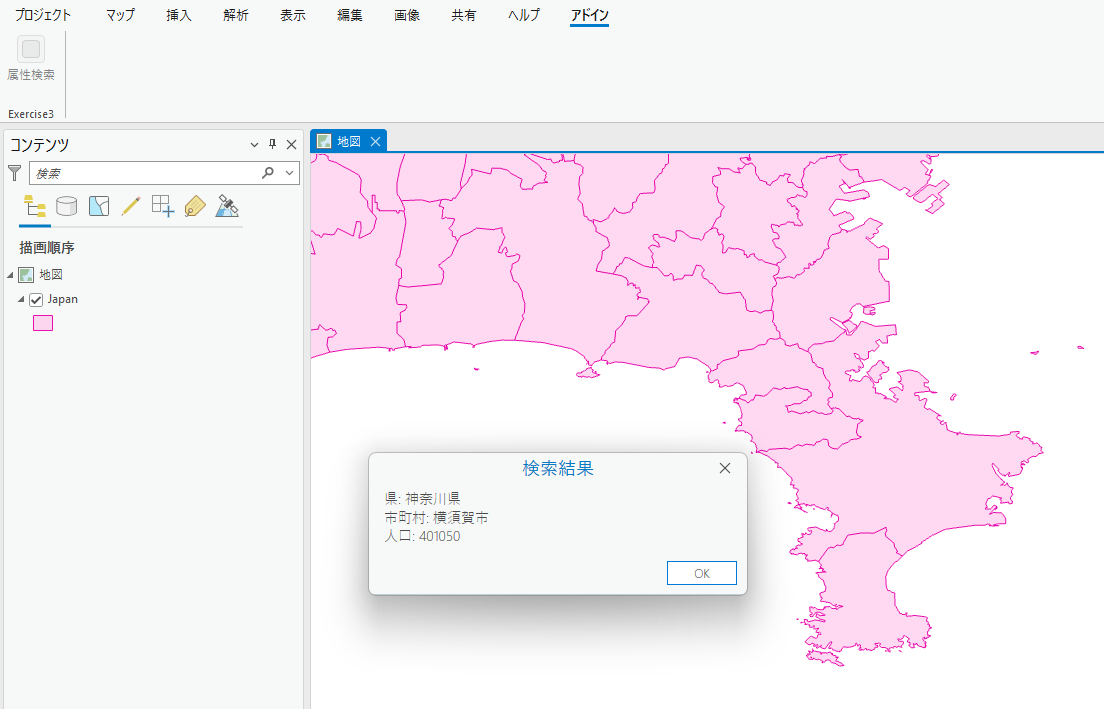 プロジェクト マップ 挿入 解析 表示 編集 画像 共有 ヘルプ アドイン
属性検索
Exercise3
コンテンツ
検索
描画順序
地図
Japan
地図
検索結果
県: 神奈川県
市町村: 横須賀市
人口: 401050
OK